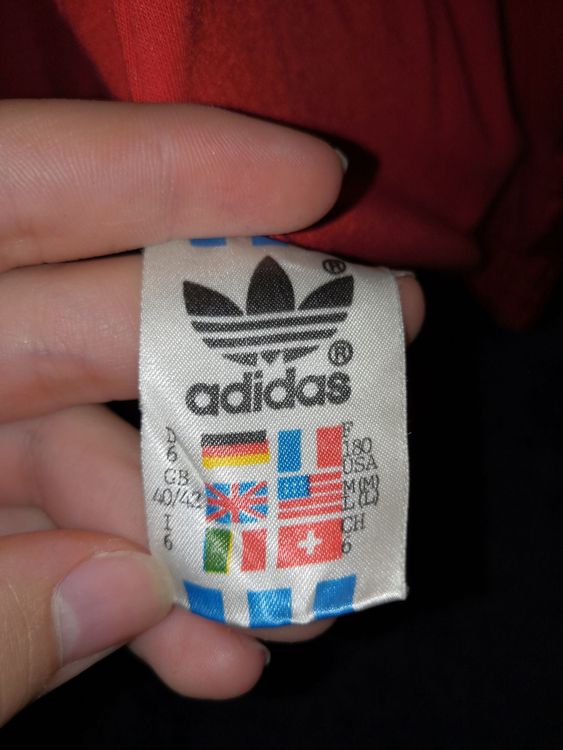 ®
®
adidas
D
6
GB
40/42
I
6
F
180
USA
M (M)
L (L)
CH
6